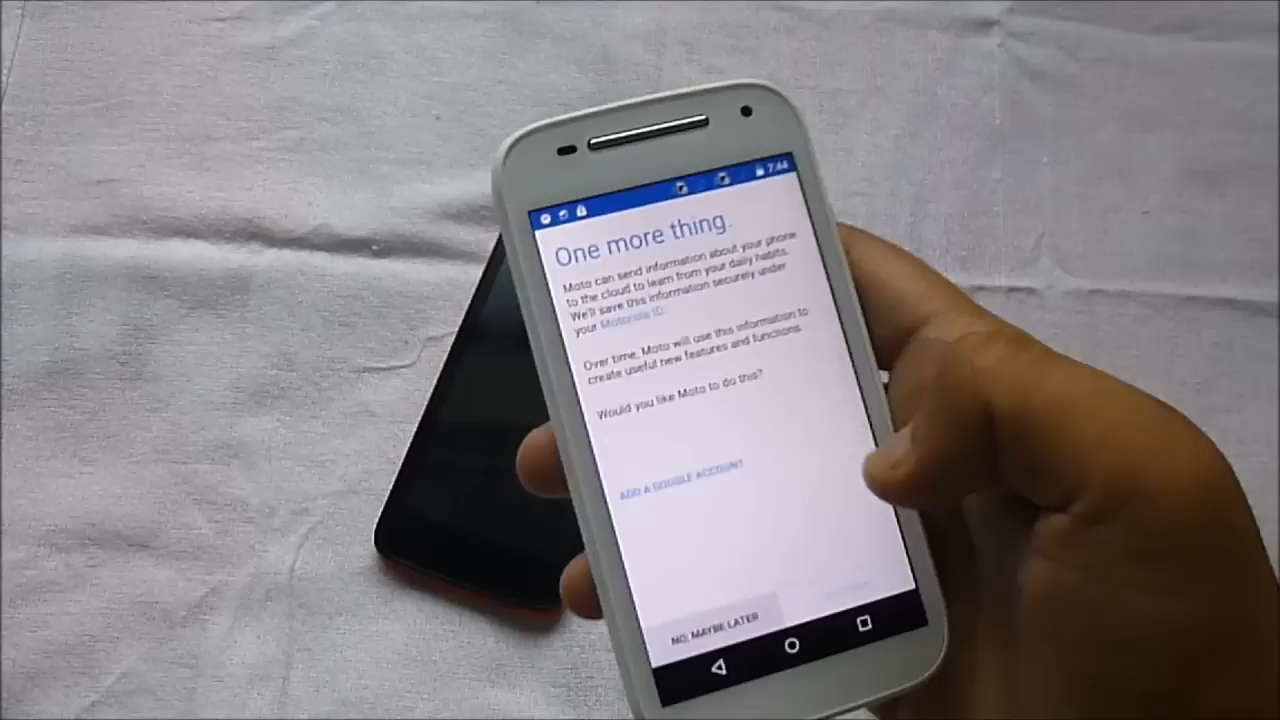 7:44
One more thing.
Moto can send information about your phone
to the cloud to learn from your daily habits.
We'll save this information securely under
your Motorola ID.
Over time, Moto will use this information to
create useful new features and functions.
Would you like Moto to do this?
ADD A GOOGLE ACCOUNT
NO, MAYBE LATER